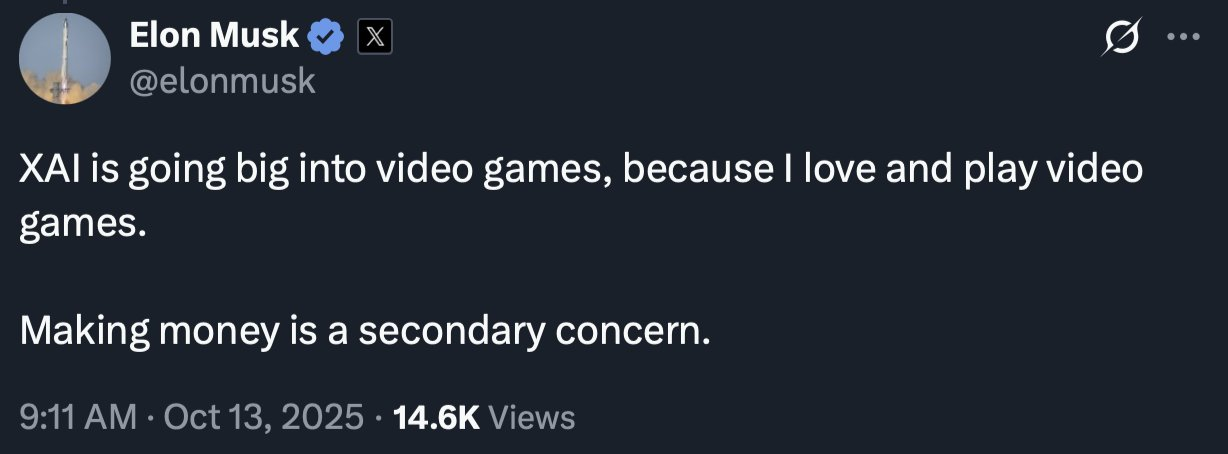 Elon Musk
@elonmusk
XAI is going big into video games, because I love and play video
games.
Making money is a secondary concern.
9:11 AM · Oct 13, 2025 · 14.6K Views